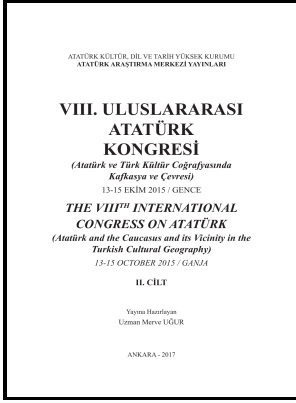 ATATÜRK KÜLTÜR, DİL VE TARİH YÜKSEK KURUMU
ATATÜRK ARAŞTIRMA MERKEZİ YAYINLARI
VIII. ULUSLARARASI
ATATÜRK
KONGRESİ
(Atatürk ve Türk Kültür Coğrafyasında
Kafkasya ve Çevresi)
13-15 EKİM 2015 / GENCE
THE VIIITH INTERNATIONAL
CONGRESS ON ATATÜRK
(Atatürk and the Caucasus and its Vicinity in the
Turkish Cultural Geography)
13-15 OCTOBER 2015 / GANJA
II. CİLT
Yayına Hazırlayan
Uzman Merve UĞUR
ANKARA - 2017